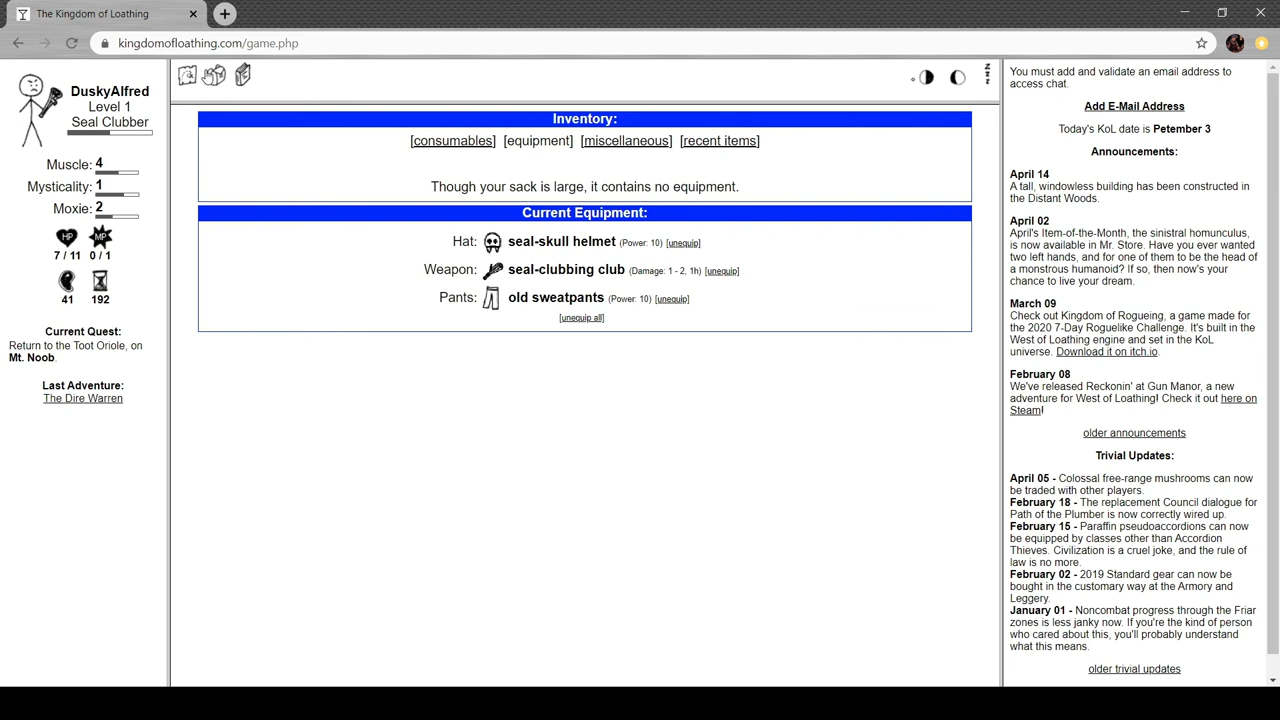 The Kingdom of Loathing
kingdomofloathing.com/game.php
DuskyAlfred
Level 1
Seal Clubber
Muscle: 4
Mysticality: 1
Moxie: 2
HP
MP
7 / 11 0 / 1
41 192
Current Quest:
Return to the Toot Oriole, on
Mt. Noob.
Last Adventure:
The Dire Warren
Z
z
z
Inventory:
[consumables] [equipment] [miscellaneous] [recent items]
Though your sack is large, it contains no equipment.
Current Equipment:
Hat: seal-skull helmet (Power: 10) [unequip]
Weapon: seal-clubbing club (Damage: 1 - 2, 1h) [unequip]
Pants: old sweatpants (Power: 10) [unequip]
[unequip all]
You must add and validate an email address to
access chat.
Add E-Mail Address
Today's KoL date is Petember 3
Announcements:
April 14
A tall, windowless building has been constructed in
the Distant Woods.
April 02
April's Item-of-the-Month, the sinistral homunculus,
is now available in Mr. Store. Have you ever wanted
two left hands, and for one of them to be the head of
a monstrous humanoid? If so, then now's your
chance to live your dream.
March 09
Check out Kingdom of Rogueing, a game made for
the 2020 7-Day Roguelike Challenge. It's built in the
West of Loathing engine and set in the KoL
universe. Download it on itch.io.
February 08
We've released Reckonin' at Gun Manor, a new
adventure for West of Loathing! Check it out here on
Steam!
older announcements
Trivial Updates:
April 05 - Colossal free-range mushrooms can now
be traded with other players.
February 18 - The replacement Council dialogue for
Path of the Plumber is now correctly wired up.
February 15 - Paraffin pseudoaccordions can now
be equipped by classes other than Accordion
Thieves. Civilization is a cruel joke, and the rule of
law is no more.
February 02 - 2019 Standard gear can now be
bought in the customary way at the Armory and
Leggery.
January 01 - Noncombat progress through the Friar
zones is less janky now. If you're the kind of person
who cared about this, you'll probably understand
what this means.
older trivial updates